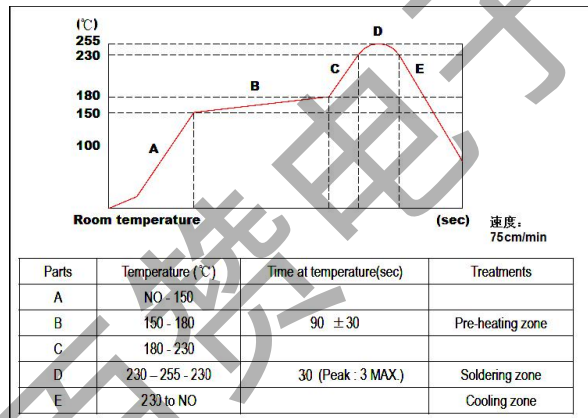 (℃)
255
230
180
150
100
A
B
C
D
E
Room temperature
(sec)
速度：
75cm/min
Parts Temperature (℃) Time at temperature(sec) Treatments
A NO - 150
B 150 - 180 90 ±30 Pre-heating zone
C 180 - 230
D 230 – 255 - 230 30 (Peak : 3 MAX.) Soldering zone
E 230 to NO Cooling zone